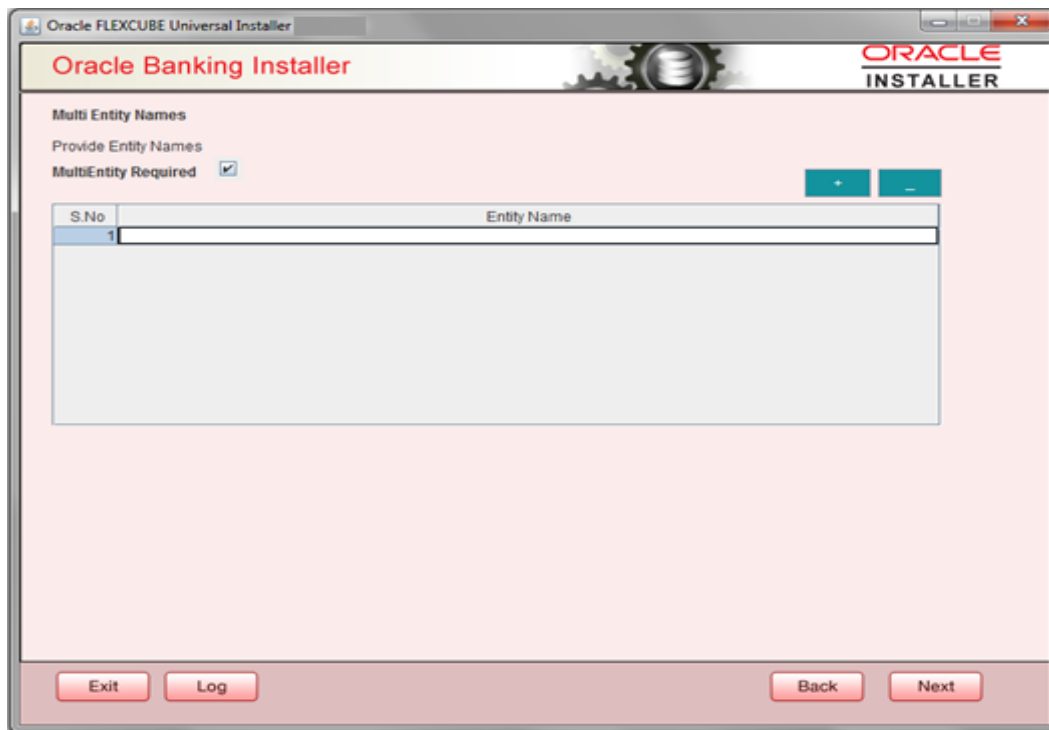 Oracle FLEXCUBE Universal Installer
Oracle Banking Installer
ORACLE
INSTALLER
Multi Entity Names
Provide Entity Names
MultiEntity Required
+ _
S.No Entity Name
1
Exit Log Back Next